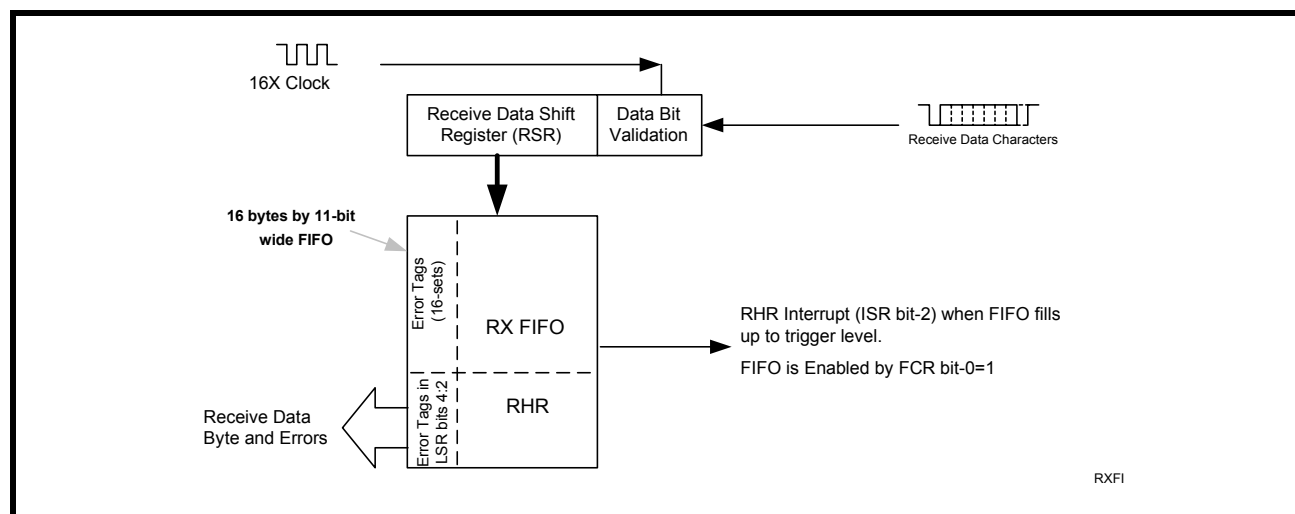 16X Clock
Receive Data Shift
Register (RSR)
Data Bit
Validation
Receive Data Characters
16 bytes by 11-bit
wide FIFO
Error Tags
(16-sets)
RX FIFO
RHR Interrupt (ISR bit-2) when FIFO fills
up to trigger level.
FIFO is Enabled by FCR bit-0=1
Error Tags in
LSR bits 4:2
RHR
Receive Data
Byte and Errors
RXFI